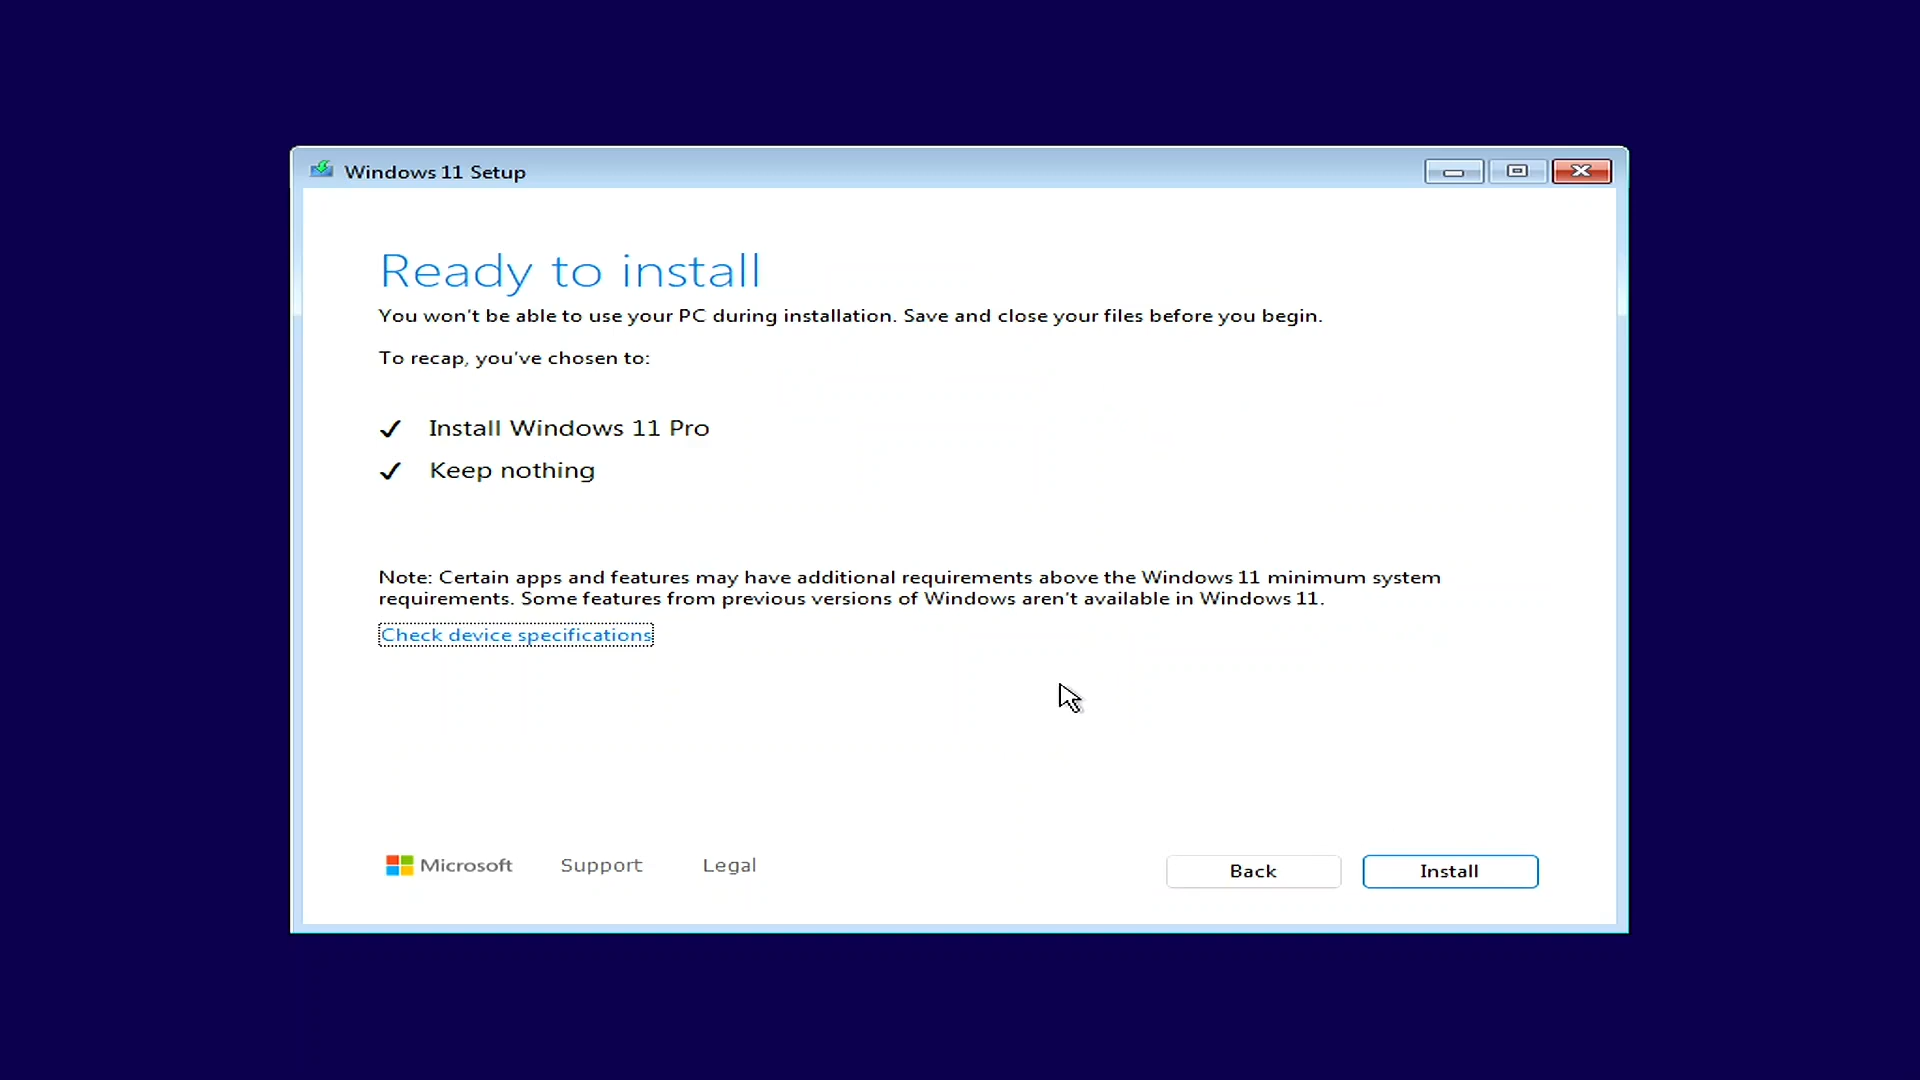 Windows 11 Setup
Ready to install
You won't be able to use your PC during installation. Save and close your files before you begin.
To recap, you've chosen to:
Install Windows 11 Pro
Keep nothing
Note: Certain apps and features may have additional requirements above the Windows 11 minimum system
requirements. Some features from previous versions of Windows aren't available in Windows 11.
Check device specifications
Microsoft Support Legal Back Install